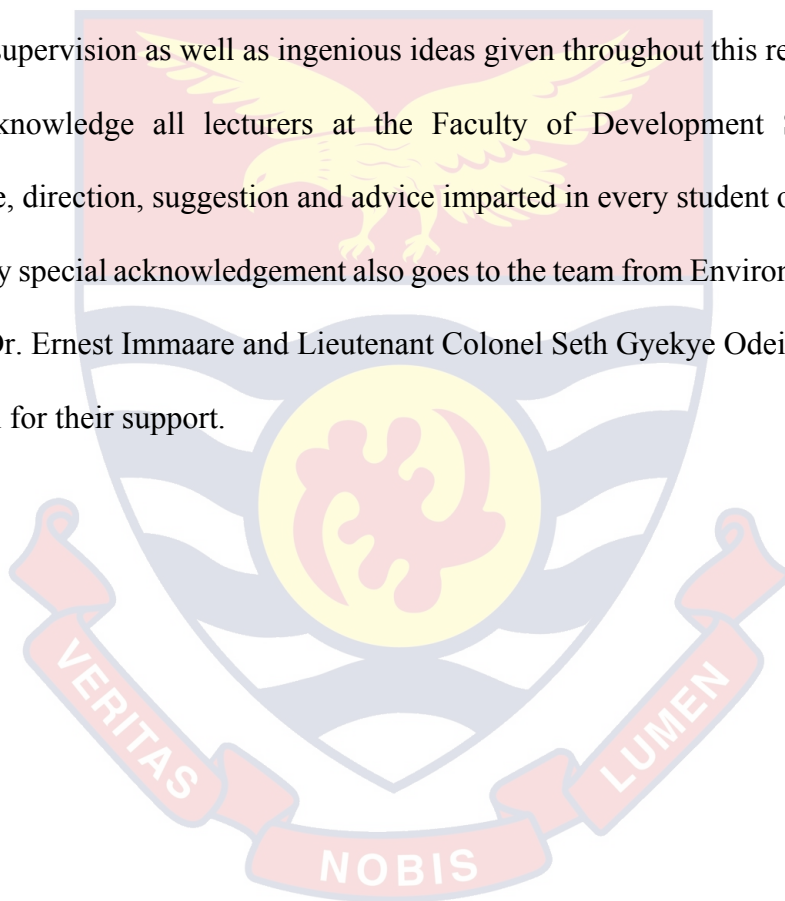 supervision as well as ingenious ideas given throughout this
knowledge all lecturers at the Faculty of Development
, direction, suggestion and advice imparted in every student
special acknowledgement also goes to the team from
Dr. Ernest Immaare and Lieutenant Colonel Seth Gyekye Odei
for their support.
VERITAS
NOBIS
LUMEN